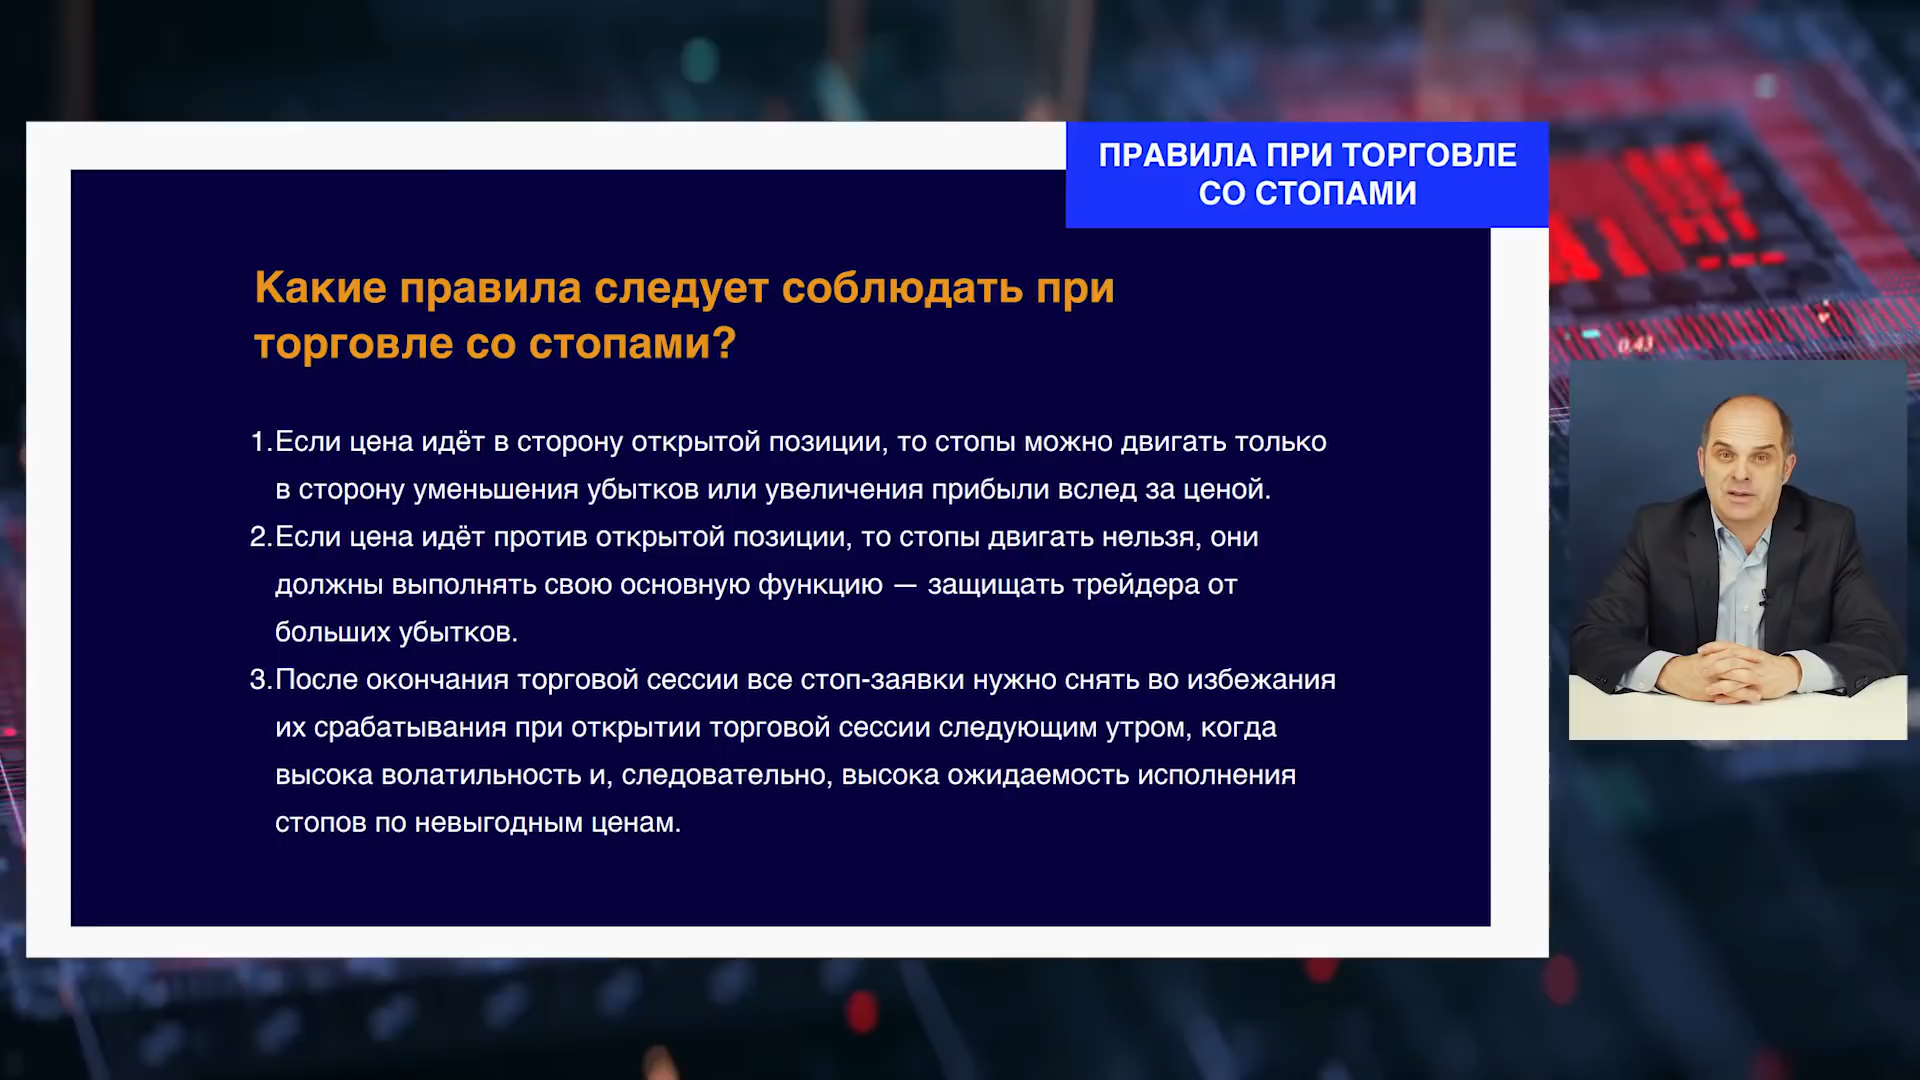 ПРАВИЛА ПРИ ТОРГОВЛЕ
СО СТОПАМИ
Какие правила следует соблюдать при
торговле со стопами?
1.Если цена идёт в сторону открытой позиции, то стопы можно двигать только
в сторону уменьшения убытков или увеличения прибыли вслед за ценой.
2.Если цена идёт против открытой позиции, то стопы двигать нельзя, они
должны выполнять свою основную функцию — защищать трейдера от
больших убытков.
3.После окончания торговой сессии все стоп-заявки нужно снять во избежания
их срабатывания при открытии торговой сессии следующим утром, когда
высока волатильность и, следовательно, высока ожидаемость исполнения
стопов по невыгодным ценам.
0.43